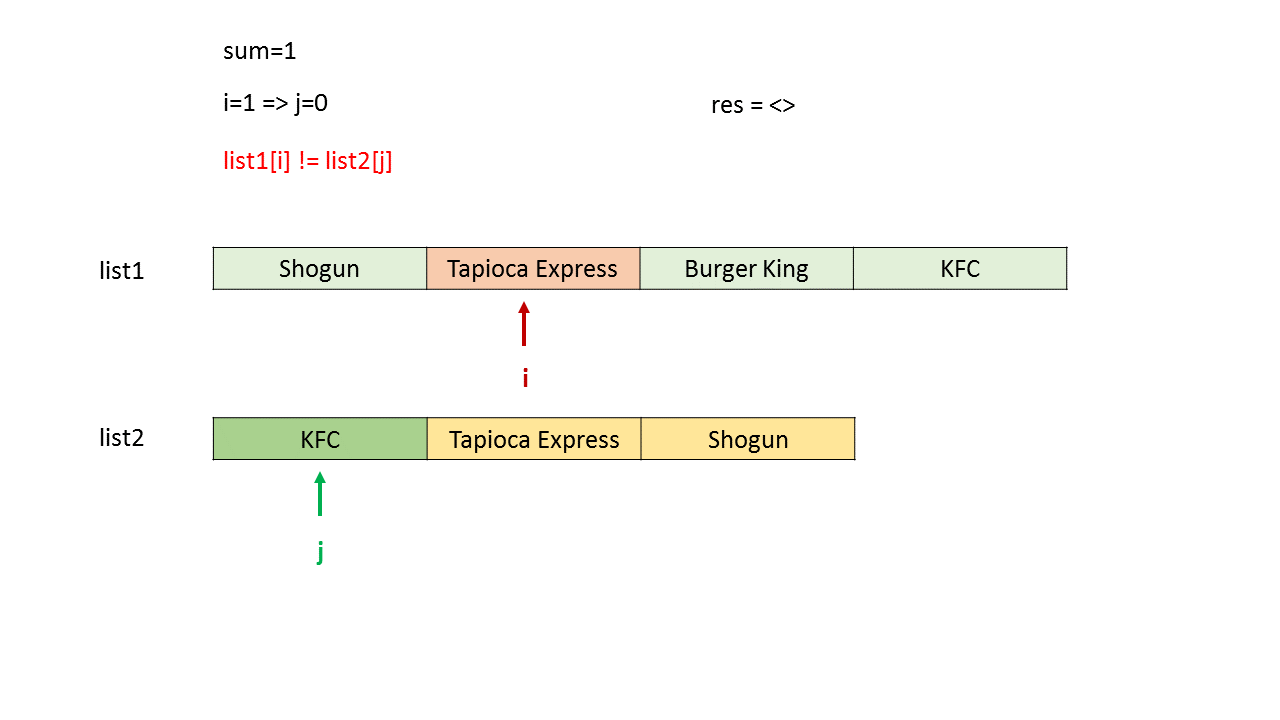 sum=1
i=1 => j=0
res = <>
list1[i] != list2[j]
list1
Shogun
Tapioca Express
Burger King
KFC
i
list2
KFC
Tapioca Express
Shogun
j